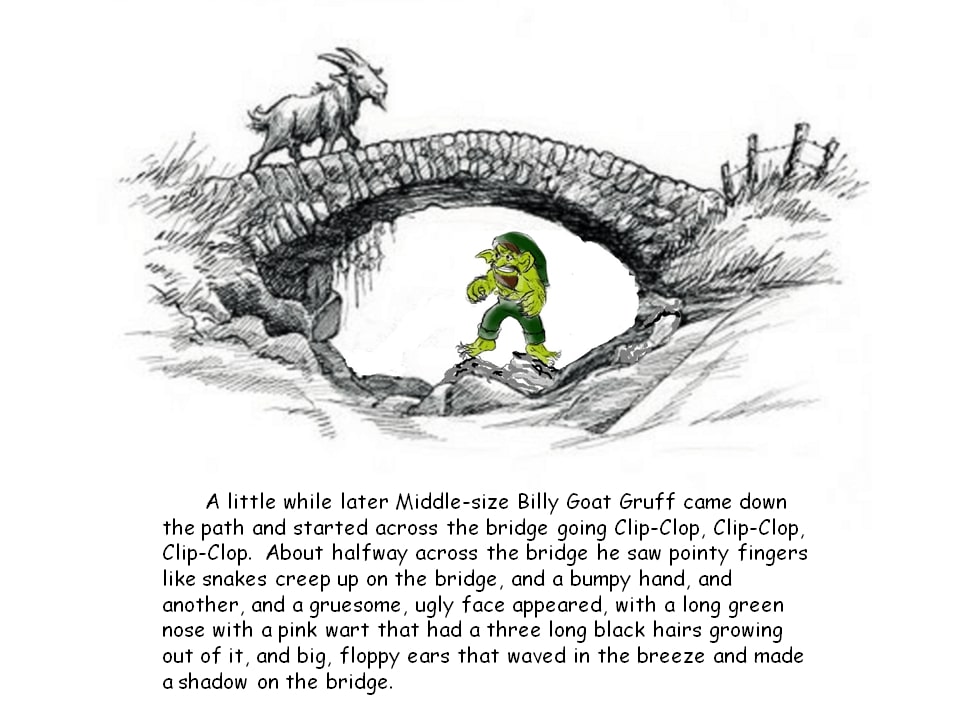 A little while later Middle-size Billy Goat Gruff came down
the path and started across the bridge going Clip-Clop, Clip-Clop,
Clip-Clop.  About halfway across the bridge he saw pointy fingers
like snakes creep up on the bridge, and a bumpy hand, and
another, and a gruesome, ugly face appeared, with a long green
nose with a pink wart that had a three long black hairs growing
out of it, and big, floppy ears that waved in the breeze and made
a shadow on the bridge.